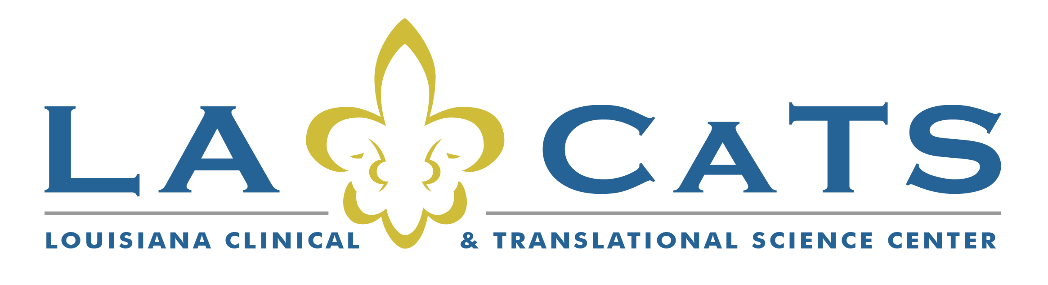 LA CaTS
LOUISIANA CLINICAL & TRANSLATIONAL SCIENCE CENTER